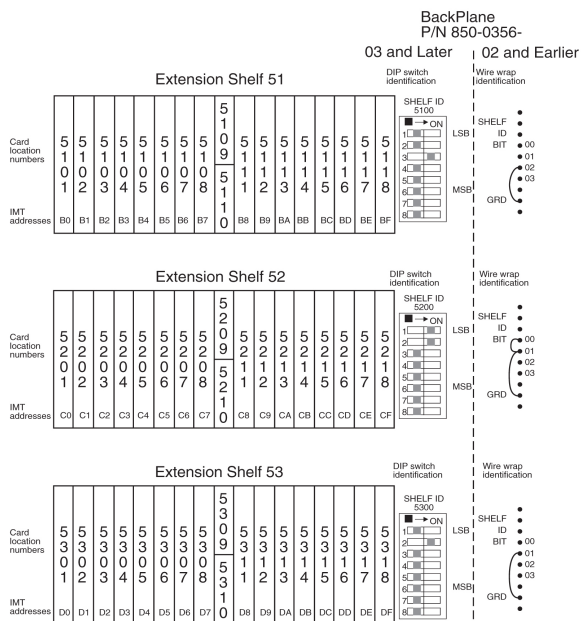 BackPlane
P/N 850-0356-
03 and Later
02 and Earlier
Extension Shelf 51
DIP switch
identification
Wire wrap
identification
Card
location
numbers
5101 5102 5103 5104 5105 5106 5107 5108 5109 5110 5111 5112 5113 5114 5115 5116 5117 5118
IMT
addresses
B0 B1 B2 B3 B4 B5 B6 B7 B8 B9 BA BB BC BD BE BF
SHELF ID
5100
→ ON
1
2
3
4
5
6
7
8
LSB
MSB
SHELF
ID
BIT
00
01
02
03
GRD
Extension Shelf 52
DIP switch
identification
Wire wrap
identification
Card
location
numbers
5201 5202 5203 5204 5205 5206 5207 5208 5209 5210 5211 5212 5213 5214 5215 5216 5217 5218
IMT
addresses
C0 C1 C2 C3 C4 C5 C6 C7 C8 C9 CA CB CC CD CE CF
SHELF ID
5200
→ ON
1
2
3
4
5
6
7
8
LSB
MSB
SHELF
ID
BIT
00
01
02
03
GRD
Extension Shelf 53
DIP switch
identification
Wire wrap
identification
Card
location
numbers
5301 5302 5303 5304 5305 5306 5307 5308 5309 5310 5311 5312 5313 5314 5315 5316 5317 5318
IMT
addresses
D0 D1 D2 D3 D4 D5 D6 D7 D8 D9 DA DB DC DD DE DF
SHELF ID
5300
→ ON
1
2
3
4
5
6
7
8
LSB
MSB
SHELF
ID
BIT
00
01
02
03
GRD